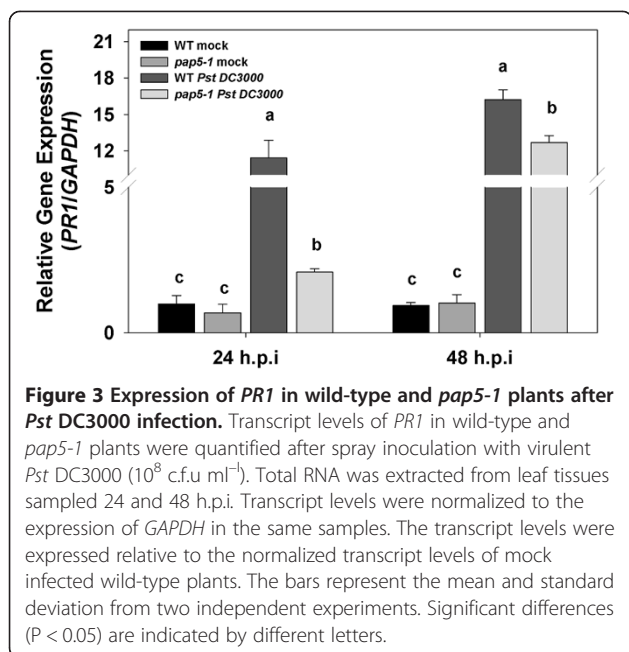 21
18
15
12
5
0
Relative Gene Expression
(PR1/GAPDH)
WT mock
pap5-1 mock
WT Pst DC3000
pap5-1 Pst DC3000
c
c
a
b
c
c
a
b
24 h.p.i
48 h.p.i
Figure 3 Expression of PR1 in wild-type and pap5-1 plants after
Pst DC3000 infection. Transcript levels of PR1 in wild-type and
pap5-1 plants were quantified after spray inoculation with virulent
Pst DC3000 (10⁸ c.f.u ml⁻ˡ). Total RNA was extracted from leaf tissues
sampled 24 and 48 h.p.i. Transcript levels were normalized to the
expression of GAPDH in the same samples. The transcript levels were
expressed relative to the normalized transcript levels of mock
infected wild-type plants. The bars represent the mean and standard
deviation from two independent experiments. Significant differences
(P < 0.05) are indicated by different letters.